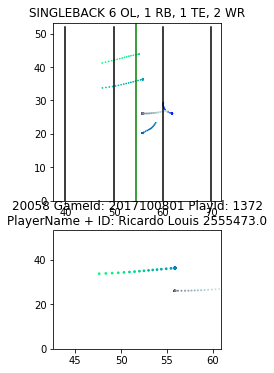 SINGLEBACK 6 OL, 1 RB, 1 TE, 2 WR
50
40
30
20
10
0
40 50 60 70
20058 GameId: 2017100801 PlayId: 1372
PlayerName + ID: Ricardo Louis 2555473.0
40
20
0
45 50 55 60